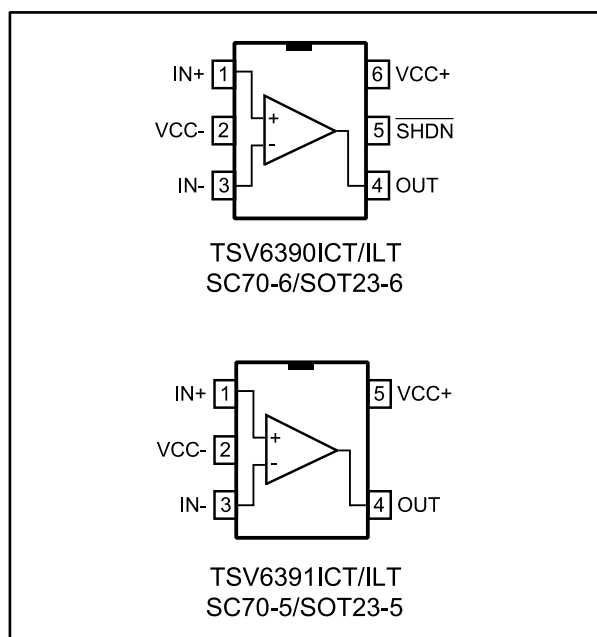 IN+ 1 6 VCC+
+
VCC- 2 5 SHDN
-
IN- 3 4 OUT
TSV6390ICT/ILT
SC70-6/SOT23-6
IN+ 1 5 VCC+
+
VCC- 2
-
IN- 3 4 OUT
TSV6391ICT/ILT
SC70-5/SOT23-5